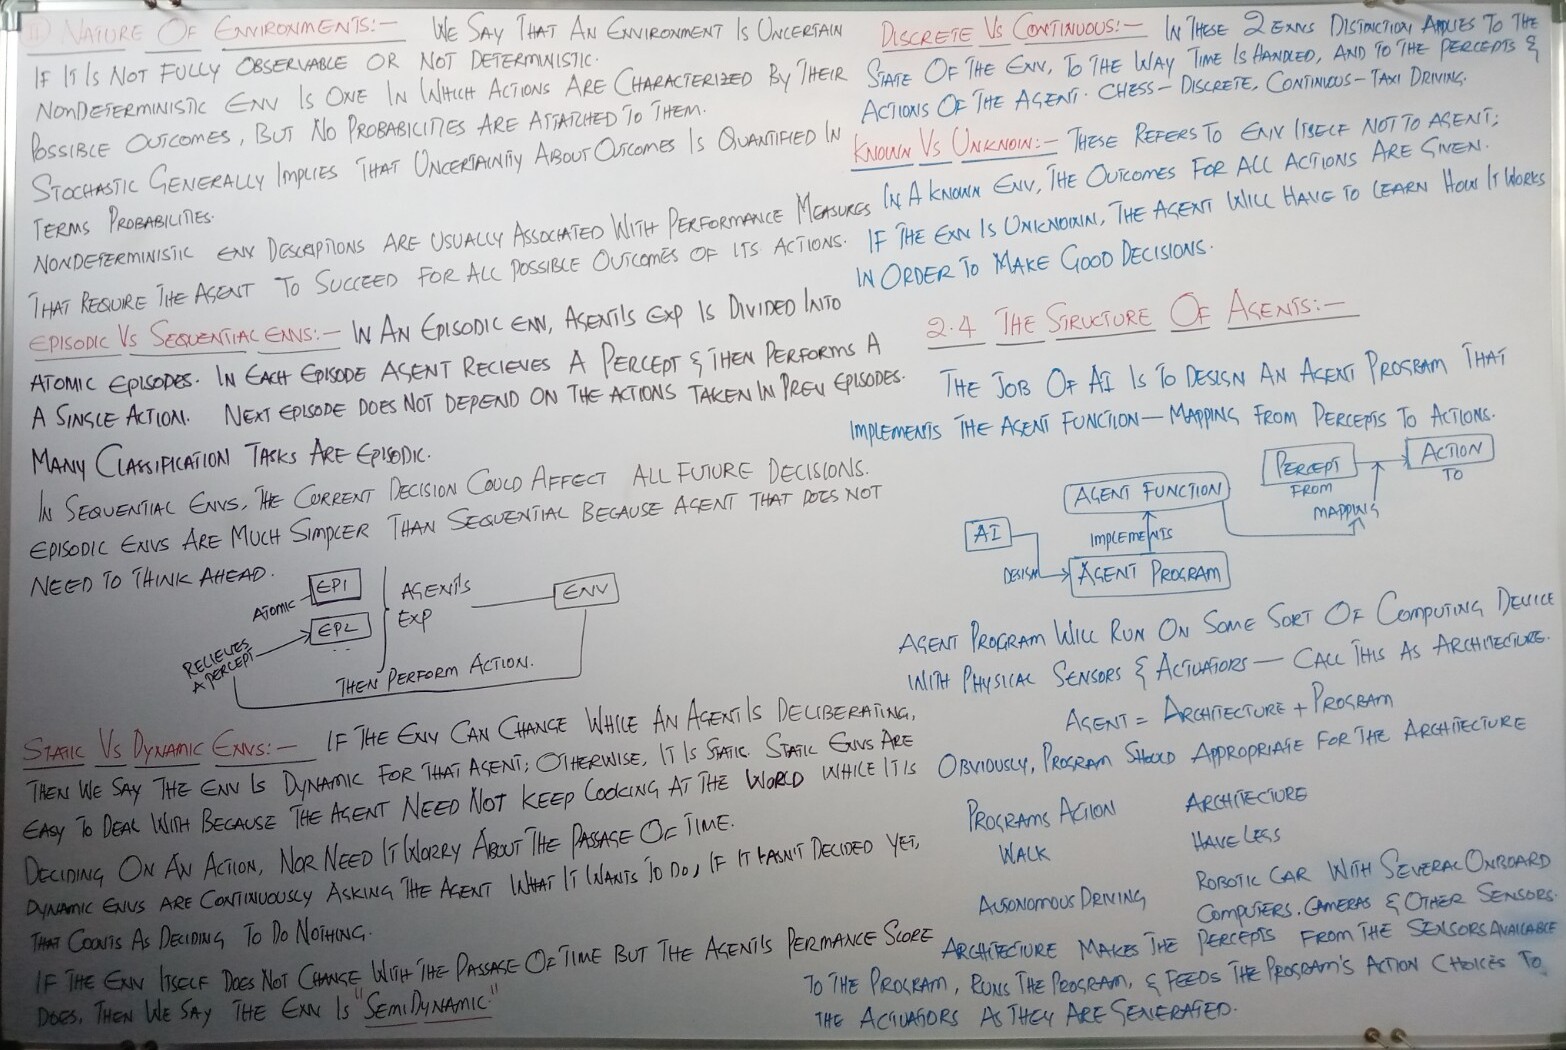 11) NATURE OF ENVIRONMENTS:- WE SAY THAT AN ENVIRONMENT IS UNCERTAIN
IF IT IS NOT FULLY OBSERVABLE OR NOT DETERMINISTIC.
NONDETERMINISTIC ENV IS ONE IN WHICH ACTIONS ARE CHARACTERIZED BY THEIR
POSSIBLE OUTCOMES, BUT NO PROBABILITIES ARE ATTATCHED TO THEM.
STOCHASTIC GENERALLY IMPLIES THAT UNCERTAINITY ABOUT OUTCOMES IS QUANTIFIED IN
TERMS PROBABILITIES.
NONDETERMINISTIC ENV DESCRIPTIONS ARE USUALLY ASSOCIATED WITH PERFORMANCE MEASURES
THAT REQUIRE THE AGENT TO SUCCEED FOR ALL POSSIBLE OUTCOMES OF ITS ACTIONS.
EPISODIC VS SEQUENTIAL ENVS:- IN AN EPISODIC ENV, AGENT'S EXP IS DIVIDED INTO
ATOMIC EPISODES. IN EACH EPISODE AGENT RECIEVES A PERCEPT & THEN PERFORMS A
A SINGLE ACTION. NEXT EPISODE DOES NOT DEPEND ON THE ACTIONS TAKEN IN PREV EPISODES.
MANY CLASSIFICATION TASKS ARE EPISODIC.
IN SEQUENTIAL ENVS, THE CURRENT DECISION COULD AFFECT ALL FUTURE DECISIONS.
EPISODIC ENVS ARE MUCH SIMPLER THAN SEQUENTIAL BECAUSE AGENT THAT DOES NOT
NEED TO THINK AHEAD.
ATOMIC
EP1
EP2
AGENT'S
EXP
ENV
RECIEVES
A PERCEPT
THEN PERFORM ACTION.
STATIC VS DYNAMIC ENVS:- IF THE ENV CAN CHANGE WHILE AN AGENT IS DELIBERATING,
THEN WE SAY THE ENV IS DYNAMIC FOR THAT AGENT; OTHERWISE, IT IS STATIC. STATIC ENVS ARE
EASY TO DEAL WITH BECAUSE THE AGENT NEED NOT KEEP LOOKING AT THE WORLD WHILE IT IS
DECIDING ON AN ACTION, NOR NEED IT WORRY ABOUT THE PASSAGE OF TIME.
DYNAMIC ENVS ARE CONTINUOUSLY ASKING THE AGENT WHAT IT WANTS TO DO, IF IT HASN'T DECIDED YET,
THAT COUNTS AS DECIDING TO DO NOTHING.
IF THE ENV ITSELF DOES NOT CHANGE WITH THE PASSAGE OF TIME BUT THE AGENT'S PERMANCE SCORE
DOES, THEN WE SAY THE ENV IS "SEMIDYNAMIC"
DISCRETE VS CONTINUOUS:- IN THESE 2 ENVS DISTINCTION APPLIES TO THE
STATE OF THE ENV, TO THE WAY TIME IS HANDLED, AND TO THE PERCEPTS &
ACTIONS OF THE AGENT. CHESS - DISCRETE, CONTINUOUS - TAXI DRIVING.
KNOWN VS UNKNOWN:- THESE REFERS TO ENV ITSELF NOT TO AGENT;
IN A KNOWN ENV, THE OUTCOMES FOR ALL ACTIONS ARE GIVEN.
IF THE ENV IS UNKNOWN, THE AGENT WILL HAVE TO LEARN HOW IT WORKS
IN ORDER TO MAKE GOOD DECISIONS.
2.4 THE STRUCTURE OF AGENTS:-
THE JOB OF AI IS TO DESIGN AN AGENT PROGRAM THAT
IMPLEMENTS THE AGENT FUNCTION - MAPPING FROM PERCEPTS TO ACTIONS.
PERCEPT
ACTION
FROM
TO
AGENT FUNCTION
MAPPING
AI
IMPLEMENTS
DESIGN
AGENT PROGRAM
AGENT PROGRAM WILL RUN ON SOME SORT OF COMPUTING DEVICE
WITH PHYSICAL SENSORS & ACTUATORS - CALL THIS AS ARCHITECTURE.
AGENT = ARCHITECTURE + PROGRAM
OBVIOUSLY, PROGRAM SHOULD APPROPRIATE FOR THE ARCHITECTURE
PROGRAMS ACTION ARCHITECTURE
WALK HAVE LEGS
AUTONOMOUS DRIVING ROBOTIC CAR WITH SEVERAL ONBOARD
COMPUTERS. CAMERAS & OTHER SENSORS.
ARCHITECTURE MAKES THE PERCEPTS FROM THE SENSORS AVAILABLE
TO THE PROGRAM, RUNS THE PROGRAM, & FEEDS THE PROGRAM'S ACTION CHOICES TO
THE ACTUATORS AS THEY ARE GENERATED.